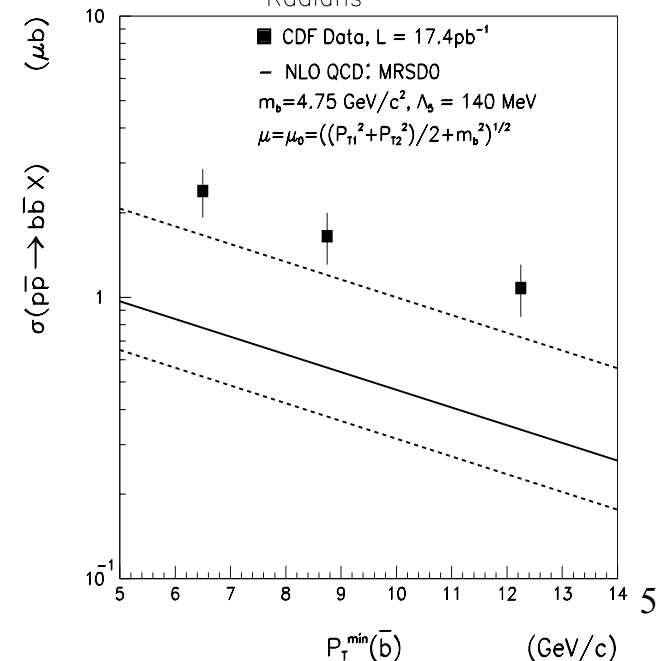 Radians
10
(μb)
■ CDF Data, L = 17.4pb⁻¹
– NLO QCD: MRSD0
m_b=4.75 GeV/c², Λ₅ = 140 MeV
μ=μ₀=((P_T1²+P_T2²)/2+m_b²)^1/2
σ(pp̅ → bb̅ X)
1
10⁻¹
5 6 7 8 9 10 11 12 13 14
5
P_T^min(b̅) (GeV/c)